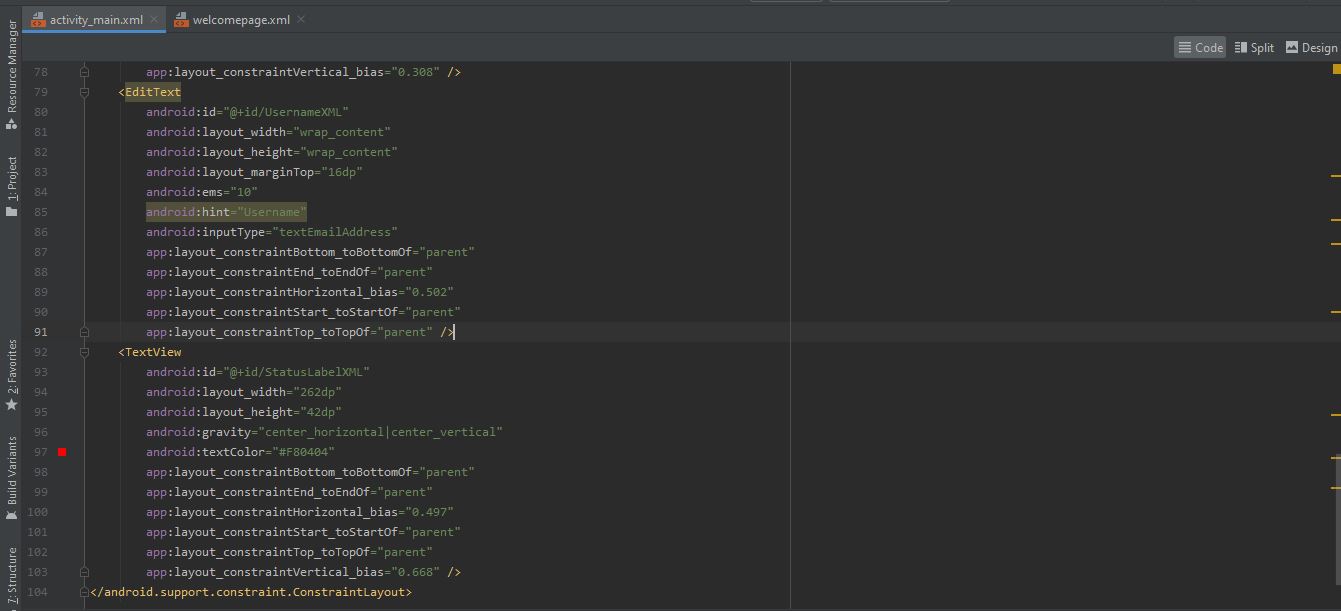 activity_main.xml
welcomepage.xml
Code
Split
Design
Resource Manager
1: Project
2: Favorites
Build Variants
7: Structure
78 app:layout_constraintVertical_bias="0.308" />
79 <EditText
80 android:id="@+id/UsernameXML"
81 android:layout_width="wrap_content"
82 android:layout_height="wrap_content"
83 android:layout_marginTop="16dp"
84 android:ems="10"
85 android:hint="Username"
86 android:inputType="textEmailAddress"
87 app:layout_constraintBottom_toBottomOf="parent"
88 app:layout_constraintEnd_toEndOf="parent"
89 app:layout_constraintHorizontal_bias="0.502"
90 app:layout_constraintStart_toStartOf="parent"
91 app:layout_constraintTop_toTopOf="parent" />
92 <TextView
93 android:id="@+id/StatusLabelXML"
94 android:layout_width="262dp"
95 android:layout_height="42dp"
96 android:gravity="center_horizontal|center_vertical"
97 android:textColor="#F80404"
98 app:layout_constraintBottom_toBottomOf="parent"
99 app:layout_constraintEnd_toEndOf="parent"
100 app:layout_constraintHorizontal_bias="0.497"
101 app:layout_constraintStart_toStartOf="parent"
102 app:layout_constraintTop_toTopOf="parent"
103 app:layout_constraintVertical_bias="0.668" />
104 </android.support.constraint.ConstraintLayout>